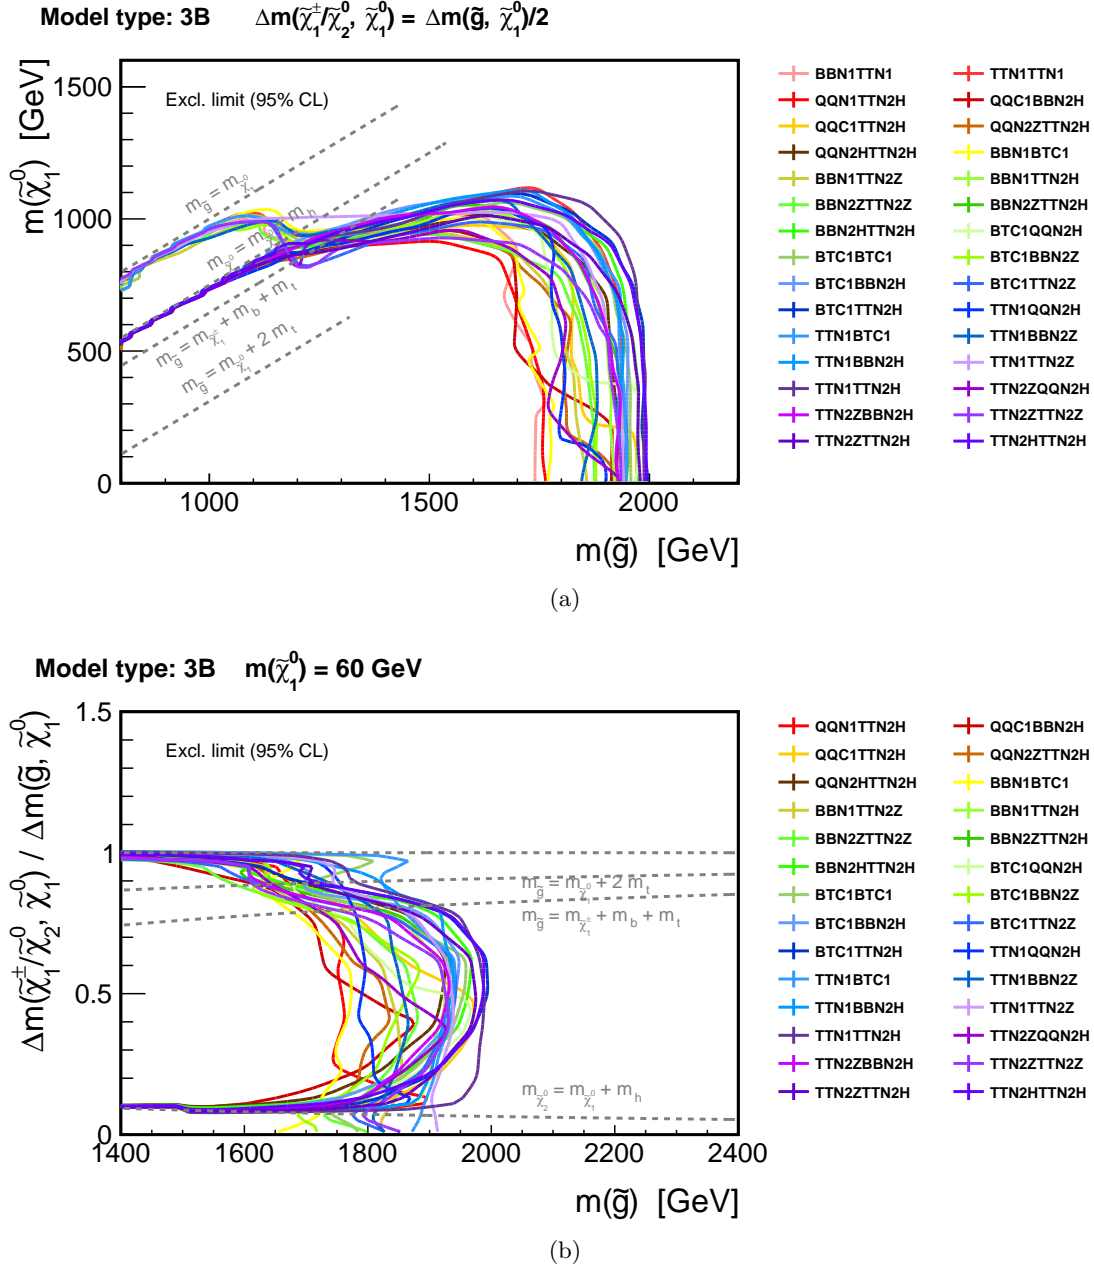 Model type: 3B Δm(χ̃₁±/χ̃₂⁰, χ̃₁⁰) = Δm(g̃, χ̃₁⁰)/2
m(χ̃₁⁰) [GeV]
1500
1000
500
0
Excl. limit (95% CL)
m_g̃ = m_χ̃₁⁰
m_χ̃₂⁰ = m_χ̃₁⁰ + m_h
m_g̃ = m_χ̃₁± + m_b + m_t
m_g̃ = m_χ̃₁⁰ + 2 m_t
1000 1500 2000
m(g̃) [GeV]
BBN1TTN1 TTN1TTN1
QQN1TTN2H QQC1BBN2H
QQC1TTN2H QQN2ZTTN2H
QQN2HTTN2H BBN1BTC1
BBN1TTN2Z BBN1TTN2H
BBN2ZTTN2Z BBN2ZTTN2H
BBN2HTTN2H BTC1QQN2H
BTC1BTC1 BTC1BBN2Z
BTC1BBN2H BTC1TTN2Z
BTC1TTN2H TTN1QQN2H
TTN1BTC1 TTN1BBN2Z
TTN1BBN2H TTN1TTN2Z
TTN1TTN2H TTN2ZQQN2H
TTN2ZBBN2H TTN2ZTTN2Z
TTN2ZTTN2H TTN2HTTN2H
(a)
Model type: 3B m(χ̃₁⁰) = 60 GeV
Δm(χ̃₁±/χ̃₂⁰, χ̃₁⁰) / Δm(g̃, χ̃₁⁰)
1.5
1
0.5
0
Excl. limit (95% CL)
m_g̃ = m_χ̃₁⁰ + 2 m_t
m_g̃ = m_χ̃₁± + m_b + m_t
m_χ̃₂⁰ = m_χ̃₁⁰ + m_h
1400 1600 1800 2000 2200 2400
m(g̃) [GeV]
QQN1TTN2H QQC1BBN2H
QQC1TTN2H QQN2ZTTN2H
QQN2HTTN2H BBN1BTC1
BBN1TTN2Z BBN1TTN2H
BBN2ZTTN2Z BBN2ZTTN2H
BBN2HTTN2H BTC1QQN2H
BTC1BTC1 BTC1BBN2Z
BTC1BBN2H BTC1TTN2Z
BTC1TTN2H TTN1QQN2H
TTN1BTC1 TTN1BBN2Z
TTN1BBN2H TTN1TTN2Z
TTN1TTN2H TTN2ZQQN2H
TTN2ZBBN2H TTN2ZTTN2Z
TTN2ZTTN2H TTN2HTTN2H
(b)